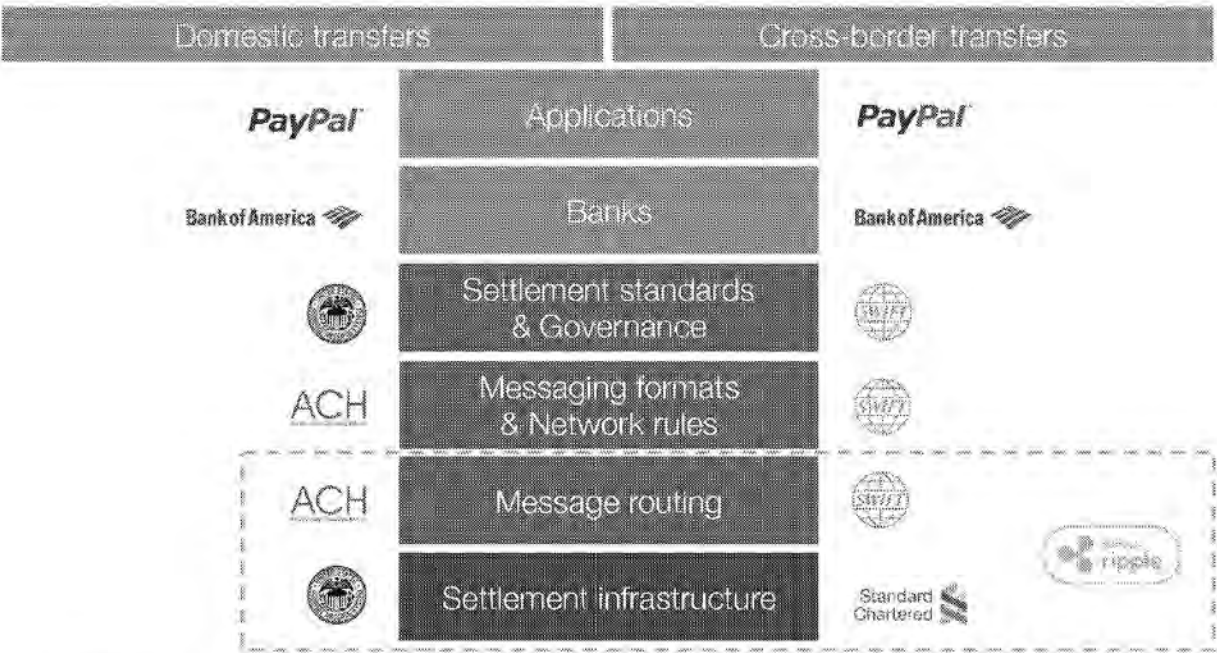 Domestic transfers
Cross-border transfers
PayPal
Applications
PayPal
Bank of America
Banks
Bank of America
Settlement standards
& Governance
SWIFT
ACH
Messaging formats
& Network rules
SWIFT
ACH
Message routing
SWIFT
ripple
Settlement infrastructure
Standard
Chartered